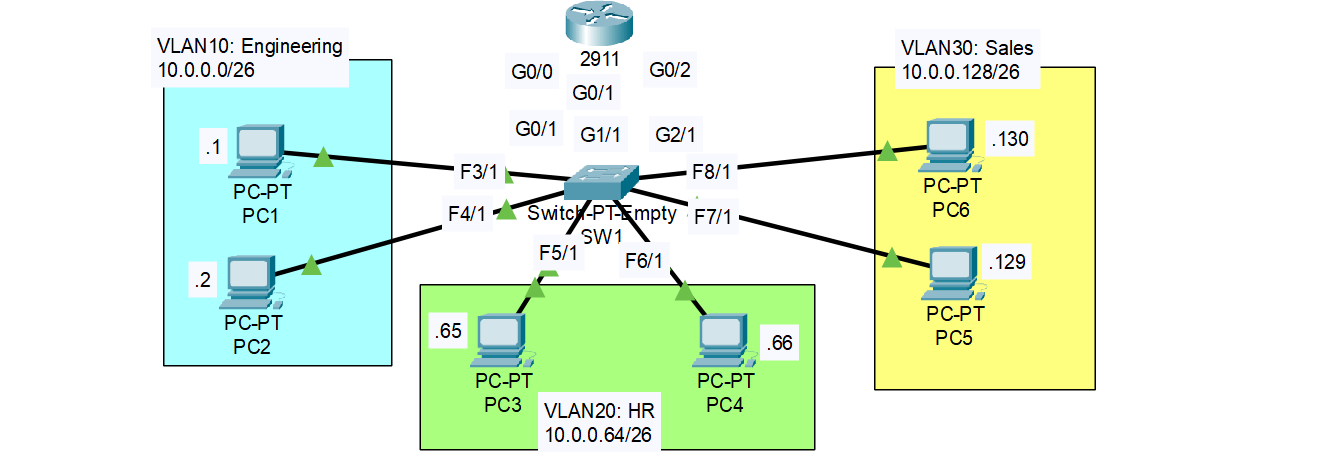 VLAN10: Engineering
10.0.0.0/26
2911
G0/0
G0/1
G0/2
G0/1
G1/1
G2/1
VLAN30: Sales
10.0.0.128/26
.1
PC-PT
PC1
.2
PC-PT
PC2
F3/1
F4/1
F5/1
F6/1
F7/1
F8/1
Switch-PT-Empty
SW1
.130
PC-PT
PC6
.129
PC-PT
PC5
.65
PC-PT
PC3
.66
PC-PT
PC4
VLAN20: HR
10.0.0.64/26